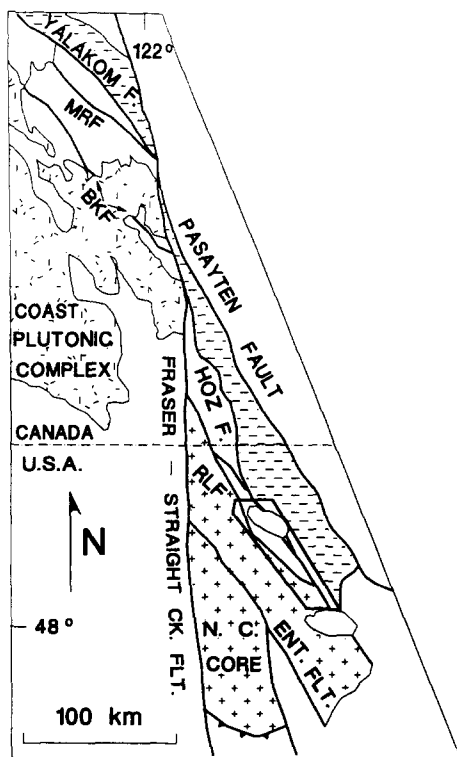 122°
YALAKOM F.
MRF
BKF
PASAYTEN FAULT
COAST
PLUTONIC
COMPLEX
HOZ F.
FRASER – STRAIGHT CK. FLT.
CANADA
U.S.A.
RLF
N
48°
N. C.
CORE
ENT. FLT.
100 km